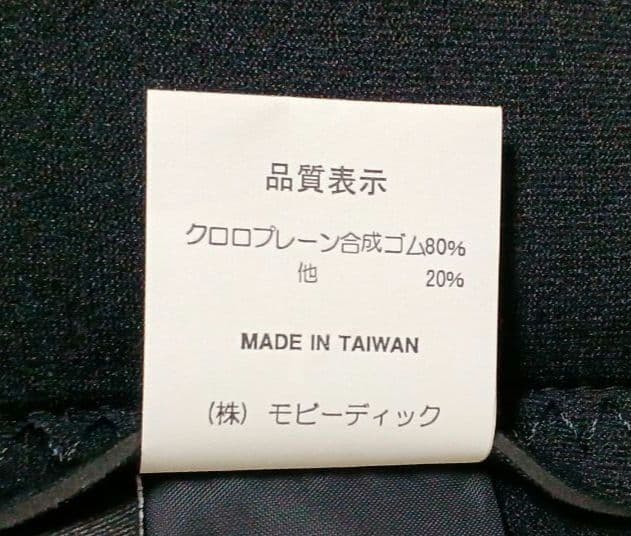 品質表示
クロロプレーン合成ゴム80%
他 20%
MADE IN TAIWAN
(株) モビーディック